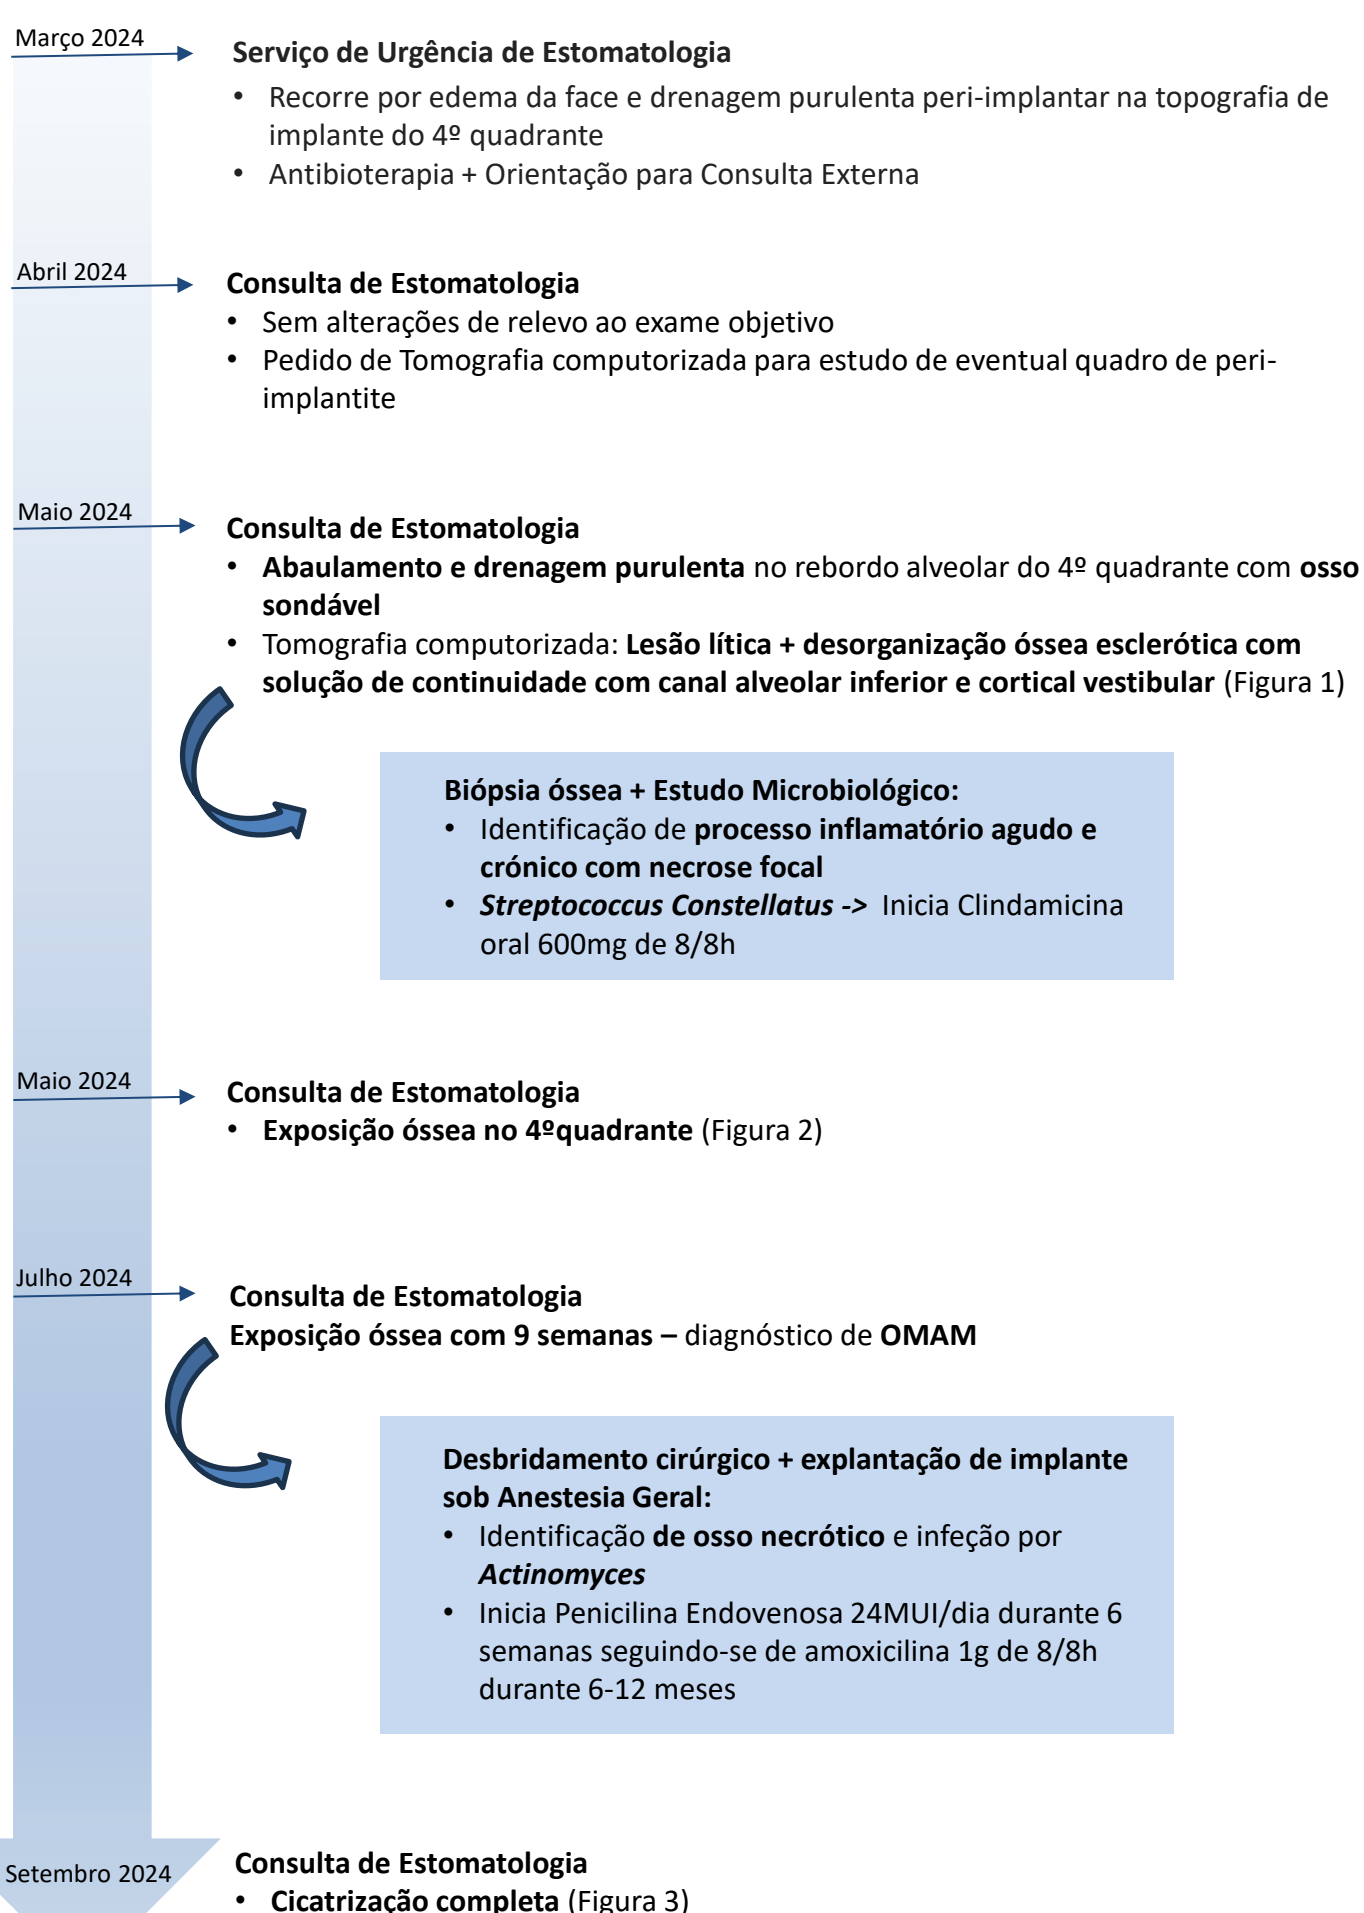 Março 2024
Serviço de Urgência de Estomatologia
• Recorre por edema da face e drenagem purulenta peri-implantar na topografia de
implante do 4º quadrante
• Antibioterapia + Orientação para Consulta Externa
Abril 2024
Consulta de Estomatologia
• Sem alterações de relevo ao exame objetivo
• Pedido de Tomografia computorizada para estudo de eventual quadro de peri-
implantite
Maio 2024
Consulta de Estomatologia
• Abaulamento e drenagem purulenta no rebordo alveolar do 4º quadrante com osso
sondável
• Tomografia computorizada: Lesão lítica + desorganização óssea esclerótica com
solução de continuidade com canal alveolar inferior e cortical vestibular (Figura 1)
Biópsia óssea + Estudo Microbiológico:
• Identificação de processo inflamatório agudo e
crónico com necrose focal
• Streptococcus Constellatus -> Inicia Clindamicina
oral 600mg de 8/8h
Maio 2024
Consulta de Estomatologia
• Exposição óssea no 4ºquadrante (Figura 2)
Julho 2024
Consulta de Estomatologia
Exposição óssea com 9 semanas – diagnóstico de OMAM
Desbridamento cirúrgico + explantação de implante
sob Anestesia Geral:
• Identificação de osso necrótico e infeção por
Actinomyces
• Inicia Penicilina Endovenosa 24MUI/dia durante 6
semanas seguindo-se de amoxicilina 1g de 8/8h
durante 6-12 meses
Setembro 2024
Consulta de Estomatologia
• Cicatrização completa (Figura 3)